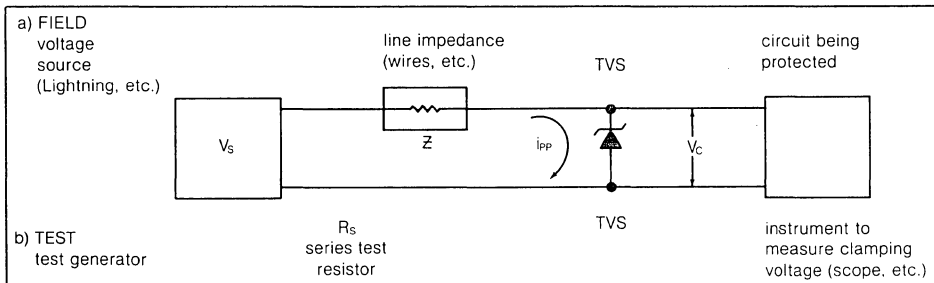 a) FIELD
voltage
source
(Lightning, etc.)
line impedance
(wires, etc.)
TVS
circuit being
protected
VS
Z
iPP
VC
b) TEST
test generator
RS
series test
resistor
TVS
instrument to
measure clamping
voltage (scope, etc.)